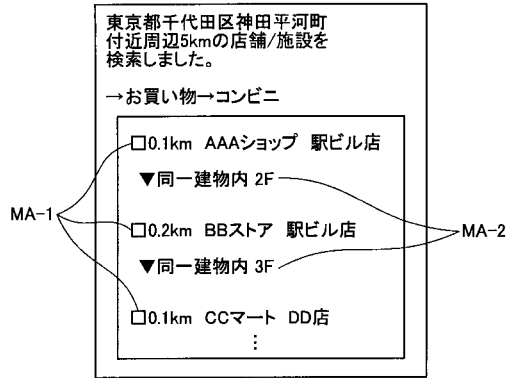 東京都千代田区神田平河町
付近周辺5kmの店舗/施設を
検索しました。
→お買い物→コンビニ
□0.1km AAAショップ 駅ビル店
▼同一建物内 2F
MA-1
□0.2km BBストア 駅ビル店
MA-2
▼同一建物内 3F
□0.1km CCマート DD店
⋮